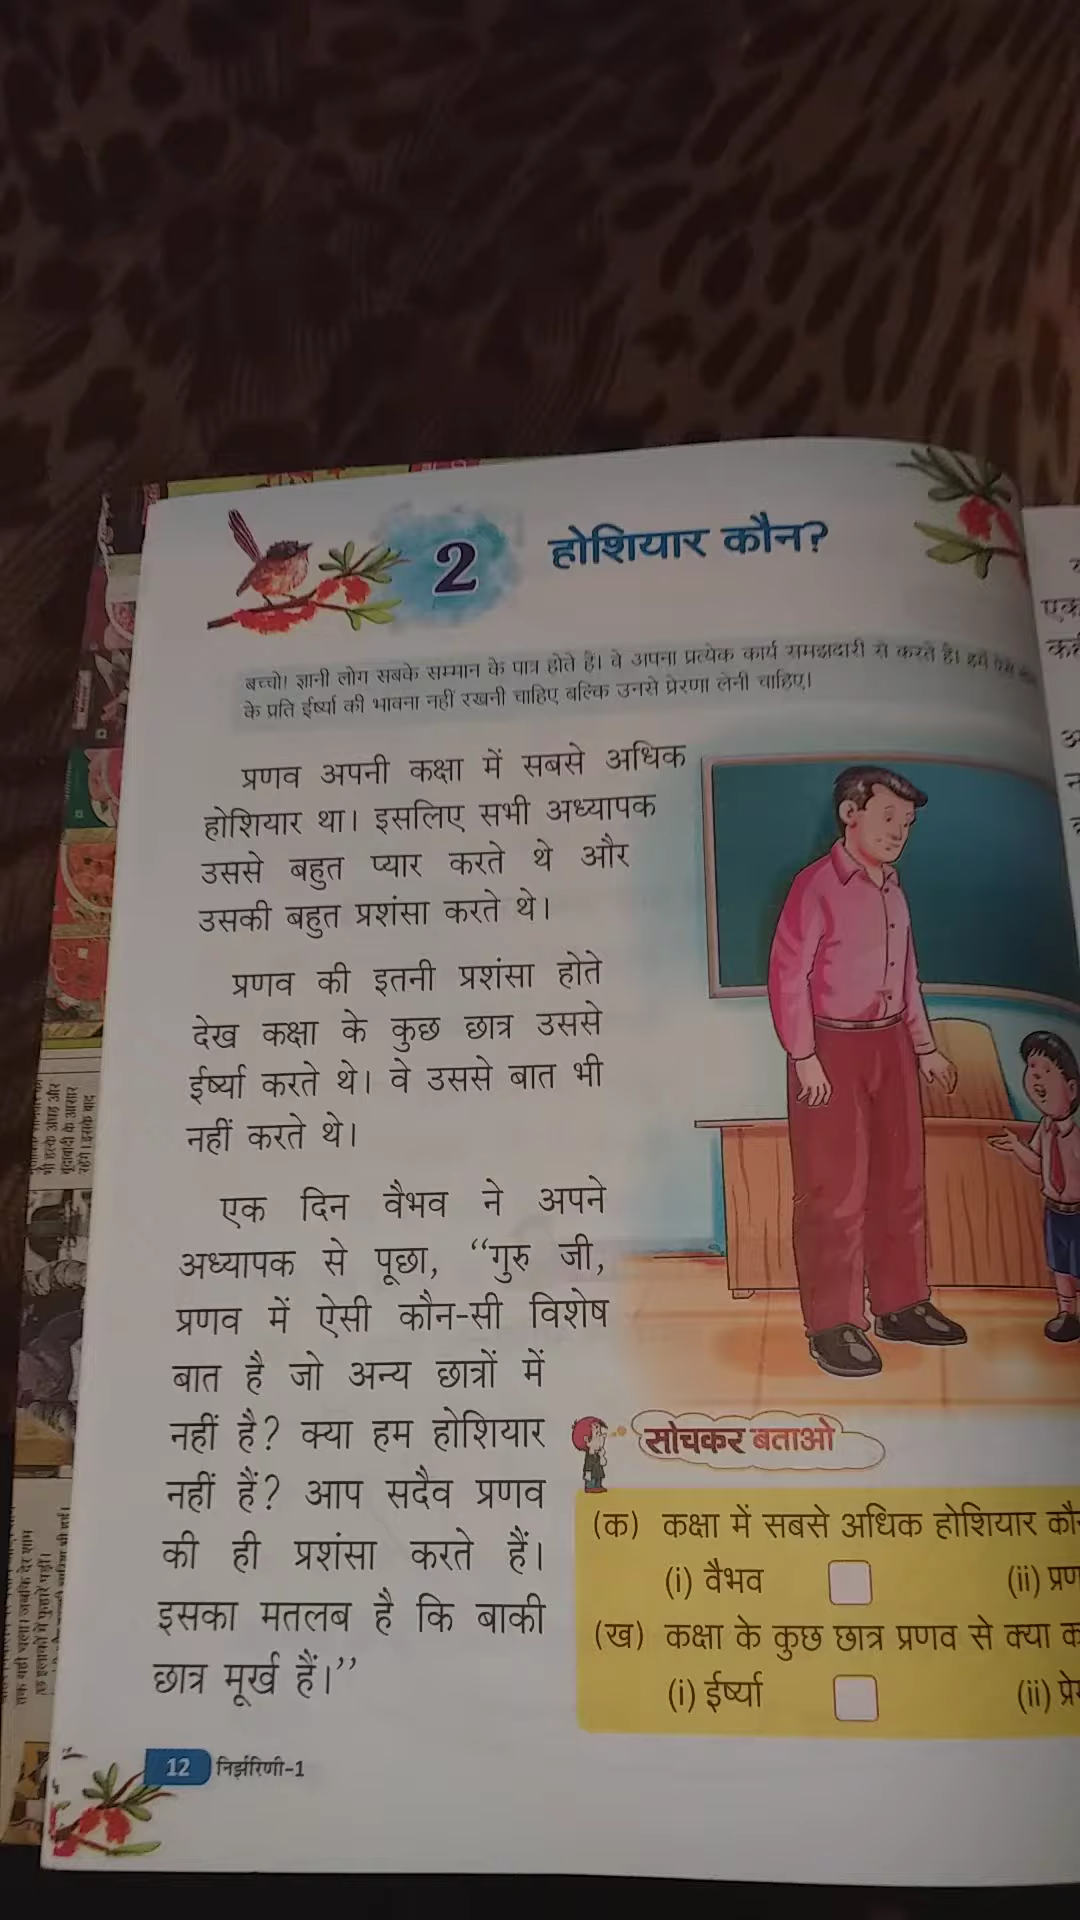 2
होशियार कौन?
बच्चो! ज्ञानी लोग सबके सम्मान के पात्र होते हैं। वे अपना प्रत्येक कार्य समझदारी से करते हैं। हमें ऐसे
के प्रति ईर्ष्या की भावना नहीं रखनी चाहिए बल्कि उनसे प्रेरणा लेनी चाहिए।
प्रणव अपनी कक्षा में सबसे अधिक
होशियार था। इसलिए सभी अध्यापक
उससे बहुत प्यार करते थे और
उसकी बहुत प्रशंसा करते थे।
प्रणव की इतनी प्रशंसा होते
देख कक्षा के कुछ छात्र उससे
ईर्ष्या करते थे। वे उससे बात भी
नहीं करते थे।
एक दिन वैभव ने अपने
अध्यापक से पूछा, “गुरु जी,
प्रणव में ऐसी कौन-सी विशेष
बात है जो अन्य छात्रों में
नहीं है? क्या हम होशियार
नहीं हैं? आप सदैव प्रणव
की ही प्रशंसा करते हैं।
इसका मतलब है कि बाकी
छात्र मूर्ख हैं।”
सोचकर बताओ
(क) कक्षा में सबसे अधिक होशियार
(i) वैभव (ii)
(ख) कक्षा के कुछ छात्र प्रणव से क्या
(i) ईर्ष्या (ii)
12 निर्झरिणी-1